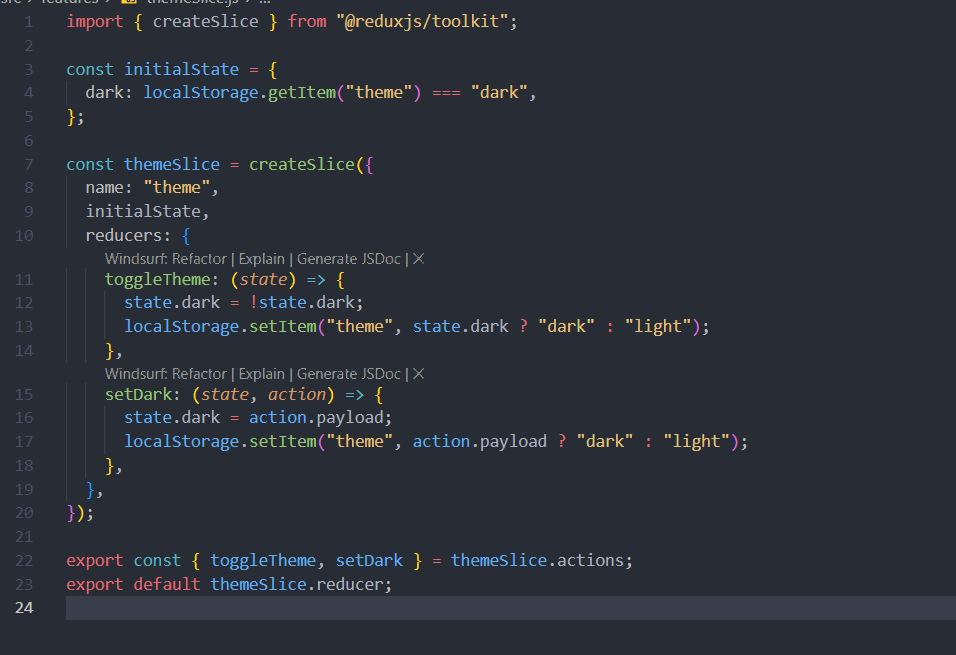 src > features > themeSlice.js > ...
1 import { createSlice } from "@reduxjs/toolkit";
2
3 const initialState = {
4   dark: localStorage.getItem("theme") === "dark",
5 };
6
7 const themeSlice = createSlice({
8   name: "theme",
9   initialState,
10   reducers: {
Windsurf: Refactor | Explain | Generate JSDoc | X
11     toggleTheme: (state) => {
12       state.dark = !state.dark;
13       localStorage.setItem("theme", state.dark ? "dark" : "light");
14     },
Windsurf: Refactor | Explain | Generate JSDoc | X
15     setDark: (state, action) => {
16       state.dark = action.payload;
17       localStorage.setItem("theme", action.payload ? "dark" : "light");
18     },
19   },
20 });
21
22 export const { toggleTheme, setDark } = themeSlice.actions;
23 export default themeSlice.reducer;
24